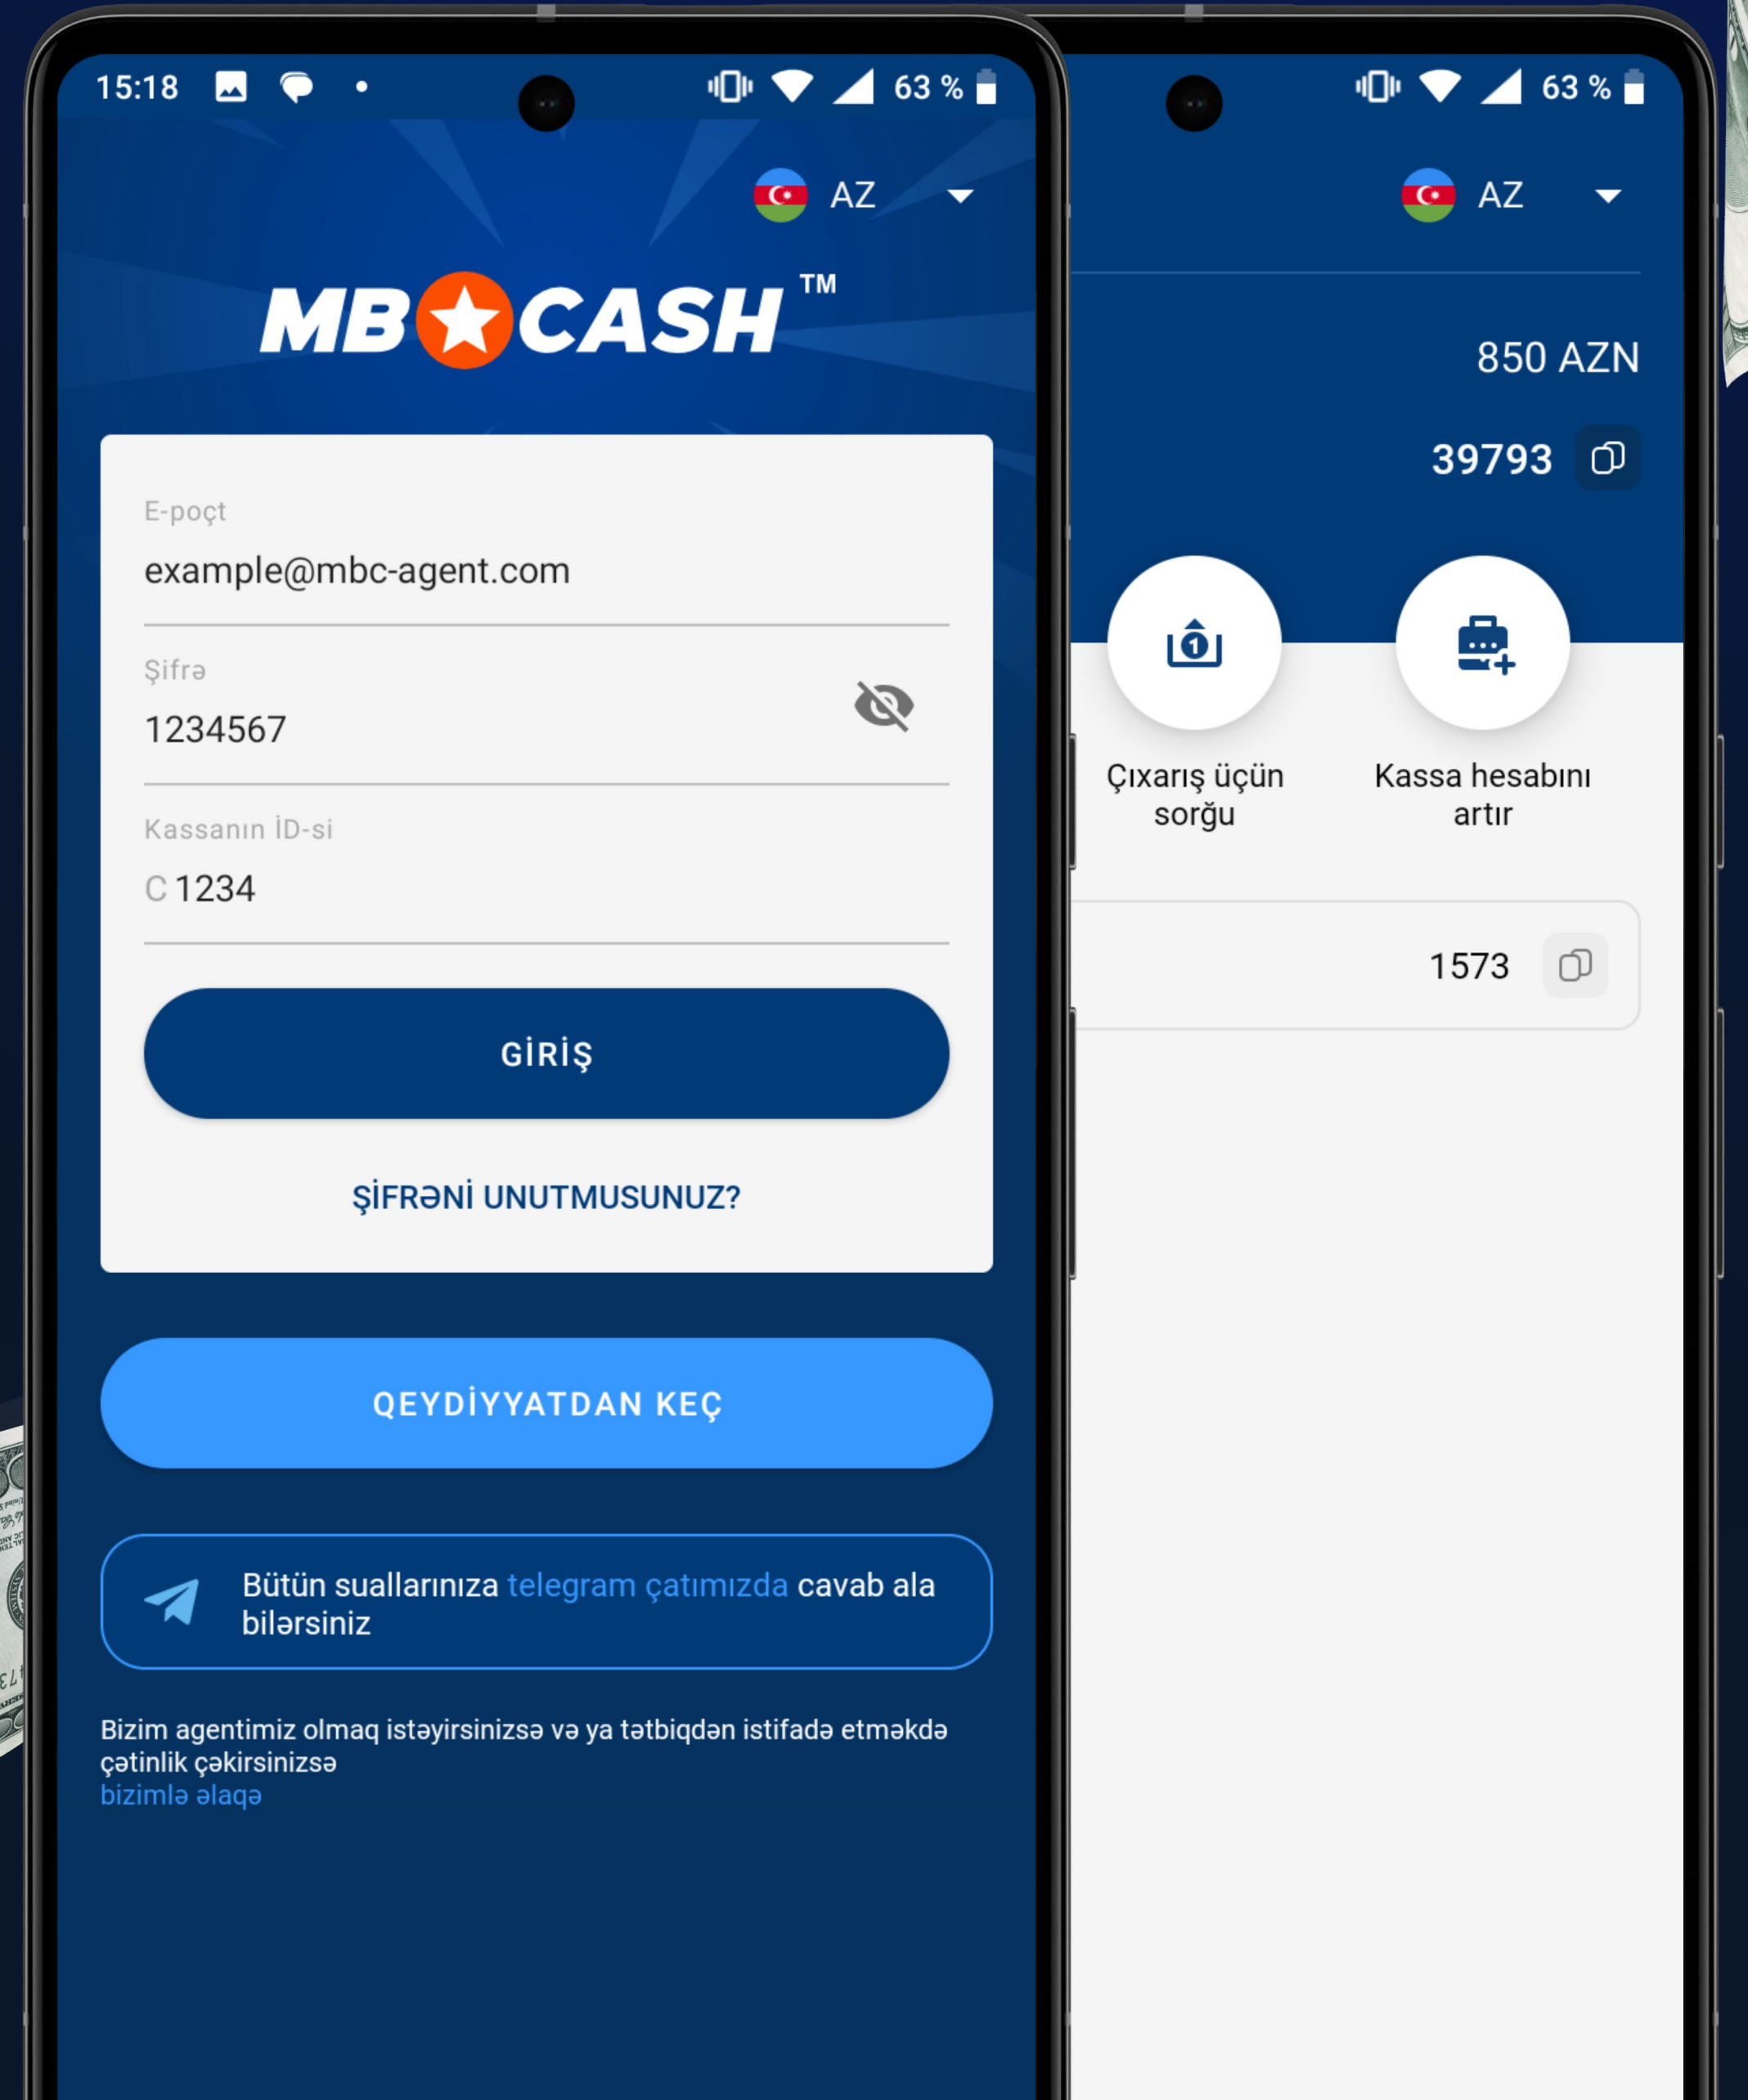 15:18
63 %
AZ
MB CASH ™
E-poçt
example@mbc-agent.com
Şifrə
1234567
Kassanın İD-si
C 1234
GİRİŞ
ŞİFRƏNİ UNUTMUSUNUZ?
QEYDİYYATDAN KEÇ
Bütün suallarınıza telegram çatımızda cavab ala
bilərsiniz
Bizim agentimiz olmaq istəyirsinizsə və ya tətbiqdən istifadə etməkdə
çətinlik çəkirsinizsə
bizimlə əlaqə
63 %
AZ
850 AZN
39793
1
Çıxarış üçün
sorğu
Kassa hesabını
artır
1573